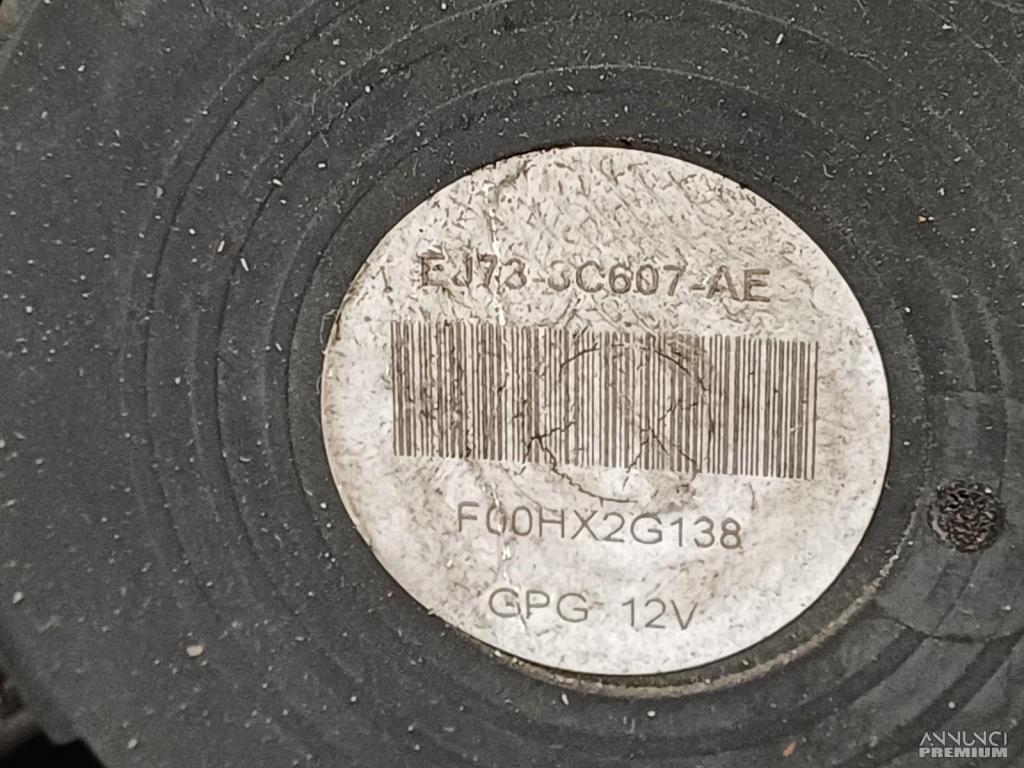 EJ73-8C607-AE
F00HX2G138
GPG 12V
ANNUNCI
PREMIUM